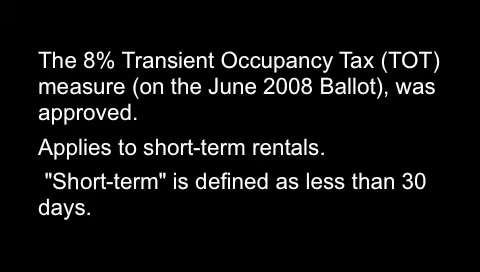 The 8% Transient Occupancy Tax (TOT)
measure (on the June 2008 Ballot), was
approved.
Applies to short-term rentals.
"Short-term" is defined as less than 30
days.